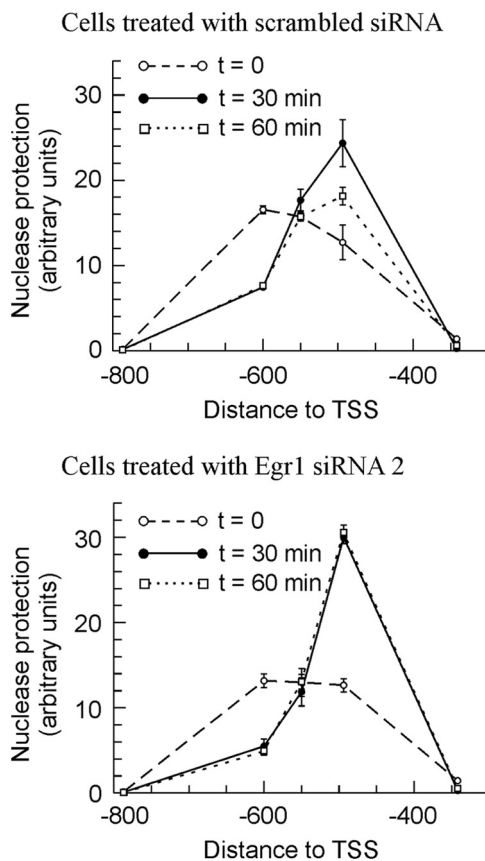 Cells treated with scrambled siRNA
t = 0
t = 30 min
t = 60 min
30
20
10
0
Nuclease protection
(arbitrary units)
-800
-600
-400
Distance to TSS
Cells treated with Egr1 siRNA 2
t = 0
t = 30 min
t = 60 min
30
20
10
0
Nuclease protection
(arbitrary units)
-800
-600
-400
Distance to TSS